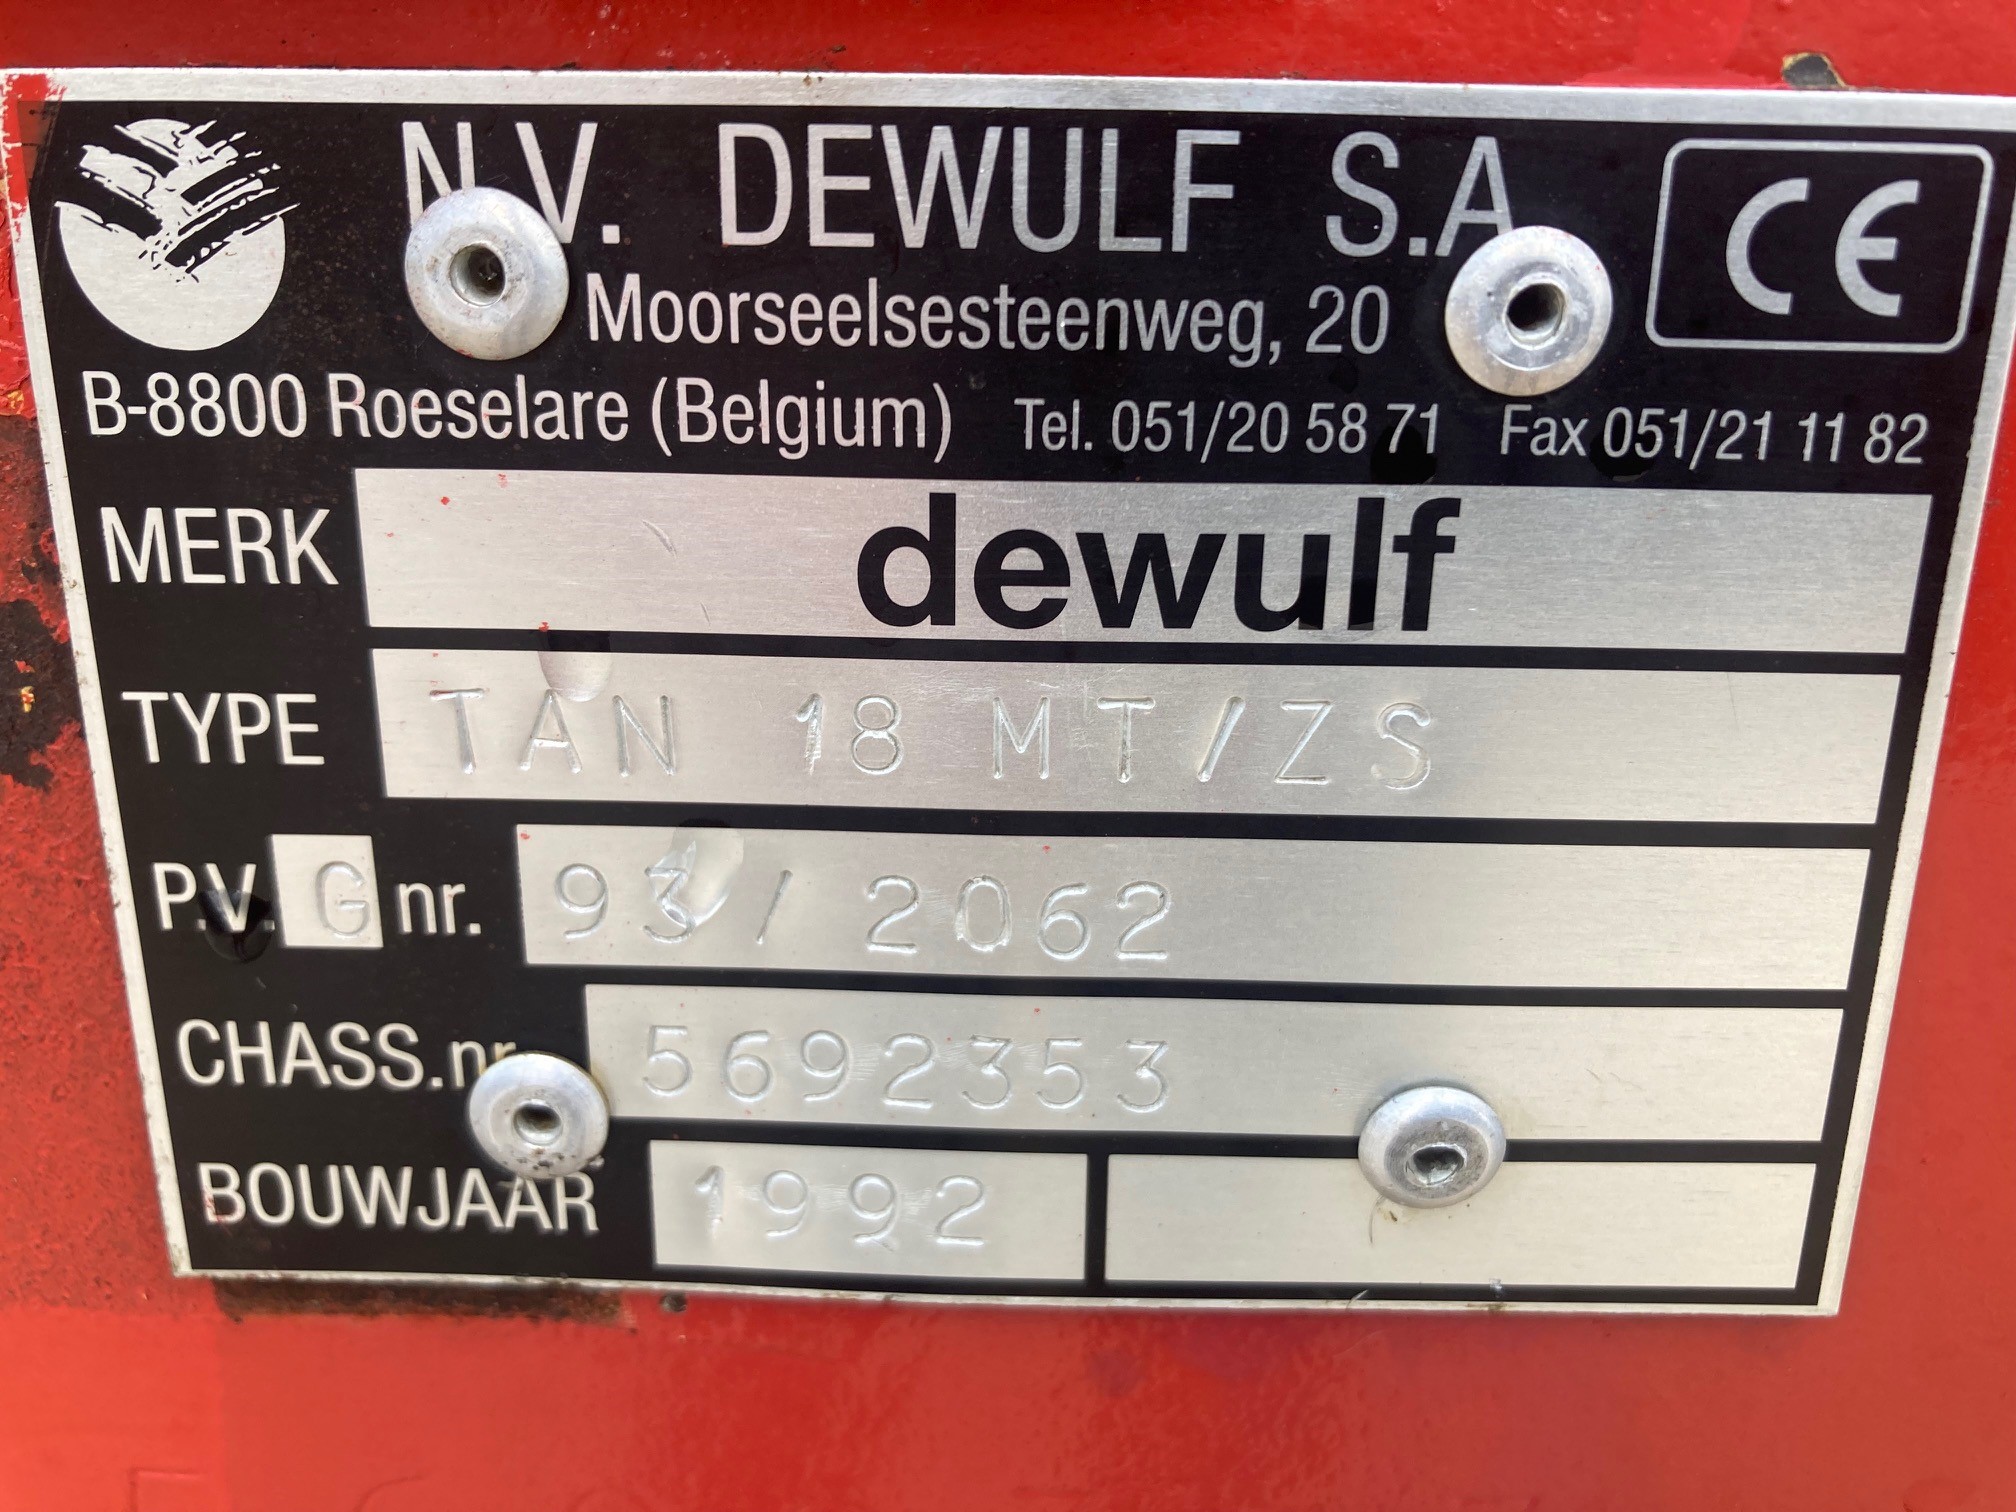 N.V. DEWULF S.A.
CE
Moorseelsesteenweg, 20
B-8800 Roeselare (Belgium) Tel. 051/20 58 71 Fax 051/21 11 82
MERK dewulf
TYPE TAN 18 MT/ZS
P.V. G nr. 93/2062
CHASS.nr. 5692353
BOUWJAAR 1992